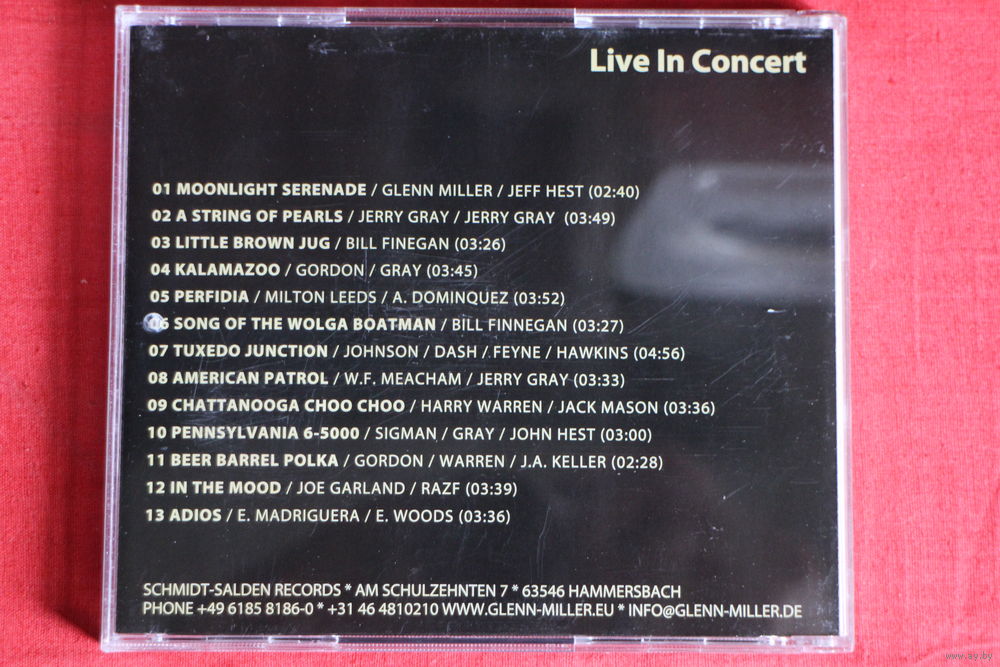 Live In Concert
01 MOONLIGHT SERENADE / GLENN MILLER / JEFF HEST (02:40)
02 A STRING OF PEARLS / JERRY GRAY / JERRY GRAY (03:49)
03 LITTLE BROWN JUG / BILL FINEGAN (03:26)
04 KALAMAZOO / GORDON / GRAY (03:45)
05 PERFIDIA / MILTON LEEDS / A. DOMINQUEZ (03:52)
06 SONG OF THE WOLGA BOATMAN / BILL FINNEGAN (03:27)
07 TUXEDO JUNCTION / JOHNSON / DASH / FEYNE / HAWKINS (04:56)
08 AMERICAN PATROL / W.F. MEACHAM / JERRY GRAY (03:33)
09 CHATTANOOGA CHOO CHOO / HARRY WARREN / JACK MASON (03:36)
10 PENNSYLVANIA 6-5000 / SIGMAN / GRAY / JOHN HEST (03:00)
11 BEER BARREL POLKA / GORDON / WARREN / J.A. KELLER (02:28)
12 IN THE MOOD / JOE GARLAND / RAZF (03:39)
13 ADIOS / E. MADRIGUERA / E. WOODS (03:36)
SCHMIDT-SALDEN RECORDS * AM SCHULZEHNTEN 7 * 63546 HAMMERSBACH
PHONE +49 6185 8186-0 * +31 46 4810210 WWW.GLENN-MILLER.EU * INFO@GLENN-MILLER.DE
www.ay.by